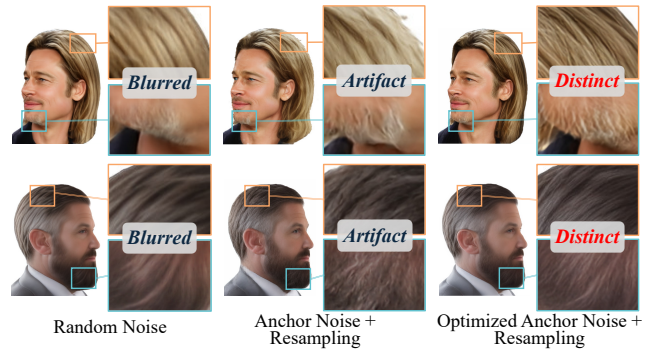 Blurred
Artifact
Distinct
Blurred
Artifact
Distinct
Random Noise
Anchor Noise +
Resampling
Optimized Anchor Noise +
Resampling